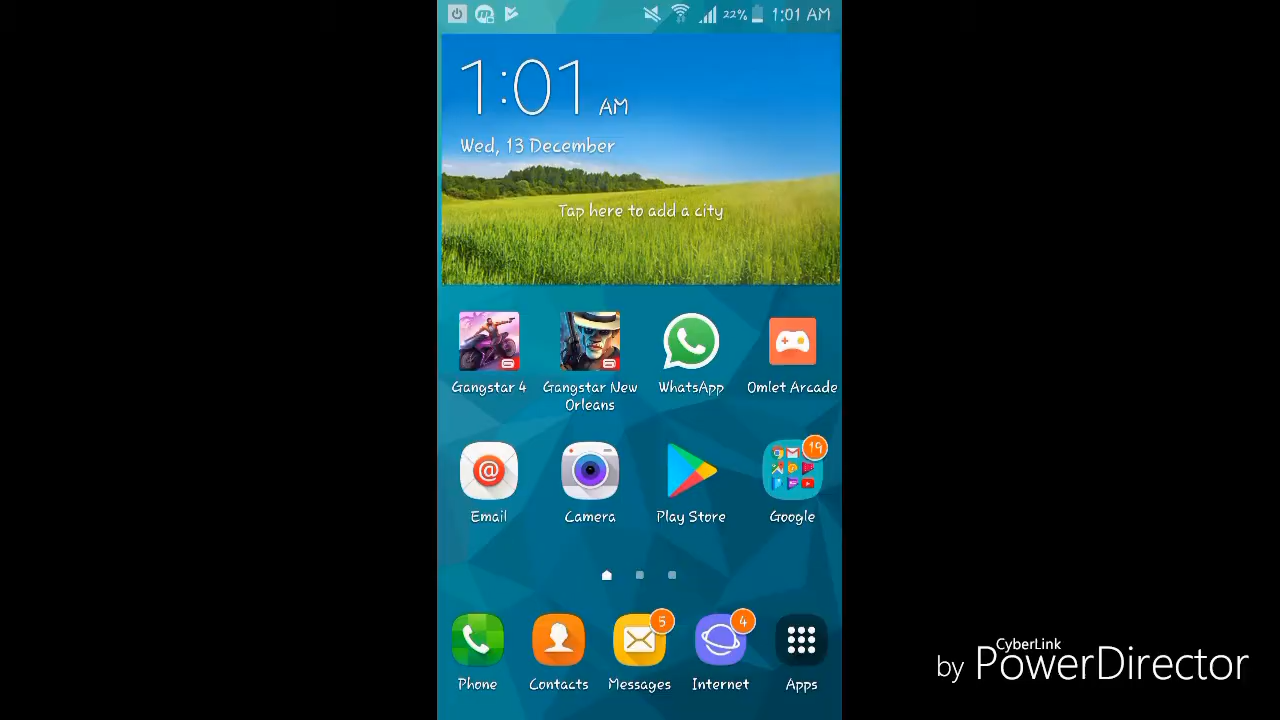 22% 1:01 AM
1:01 AM
Wed, 13 December
Tap here to add a city
Gangstar 4
Gangstar New Orleans
WhatsApp
Omlet Arcade
19
Email
Camera
Play Store
Google
5
4
Phone
Contacts
Messages
Internet
Apps
CyberLink
by PowerDirector